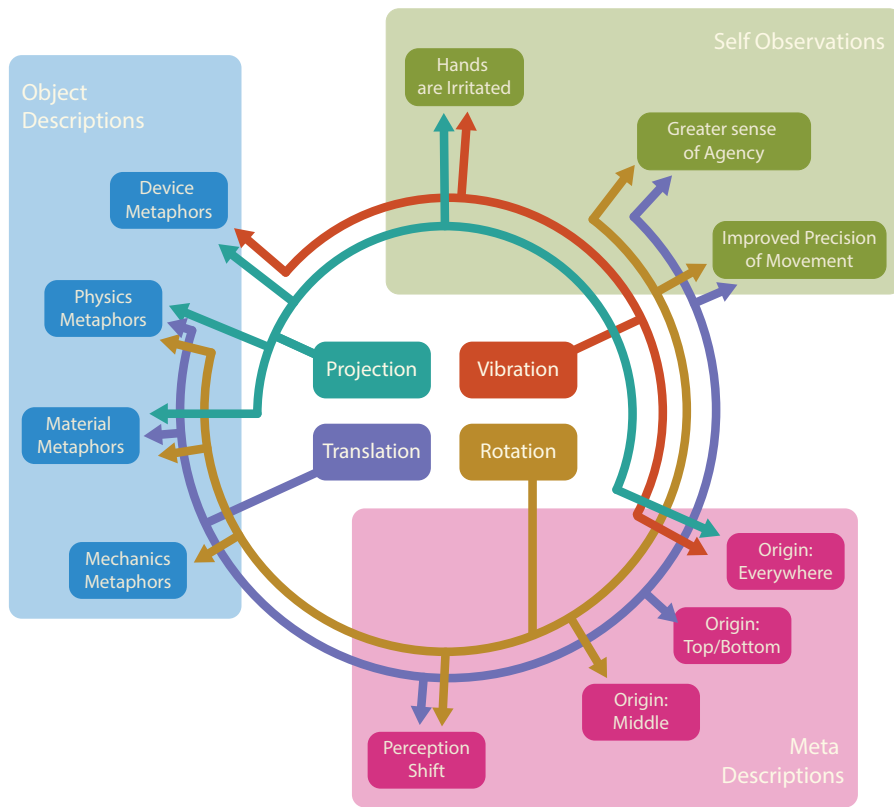 Self Observations
Hands
are Irritated
Greater sense
of Agency
Improved Precision
of Movement
Object
Descriptions
Device
Metaphors
Physics
Metaphors
Material
Metaphors
Mechanics
Metaphors
Projection
Vibration
Translation
Rotation
Origin:
Everywhere
Origin:
Top/Bottom
Origin:
Middle
Perception
Shift
Meta
Descriptions